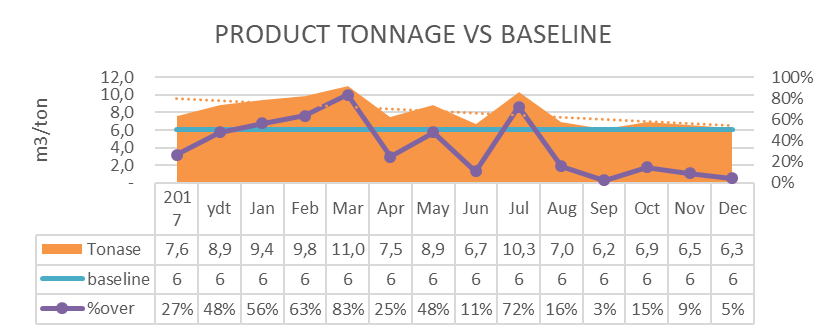 PRODUCT TONNAGE VS BASELINE
12,0 100%
10,0 80%
8,0 60%
6,0 40%
4,0 20%
2,0 0%
-
m3/ton
2017 ydt Jan Feb Mar Apr May Jun Jul Aug Sep Oct Nov Dec
Tonase 7,6 8,9 9,4 9,8 11,0 7,5 8,9 6,7 10,3 7,0 6,2 6,9 6,5 6,3
baseline 6 6 6 6 6 6 6 6 6 6 6 6 6 6
%over 27% 48% 56% 63% 83% 25% 48% 11% 72% 16% 3% 15% 9% 5%